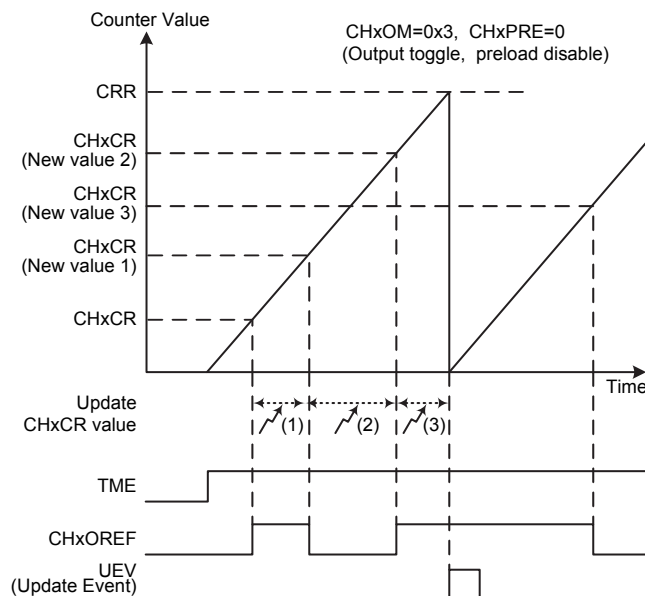 Counter Value
CHxOM=0x3, CHxPRE=0
(Output toggle, preload disable)
CRR
CHxCR
(New value 2)
CHxCR
(New value 3)
CHxCR
(New value 1)
CHxCR
Time
Update
CHxCR value
(1)
(2)
(3)
TME
CHxOREF
UEV
(Update Event)